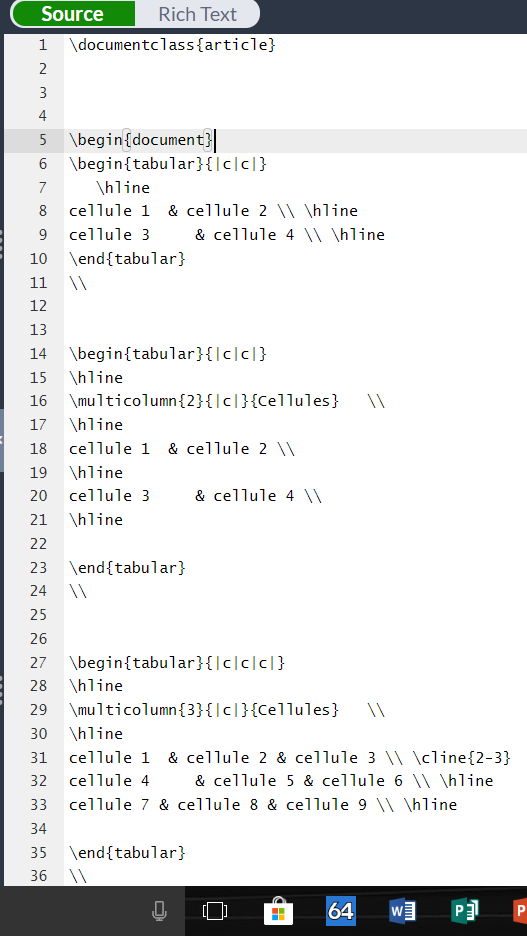 Source Rich Text
1 \documentclass{article}
2
3
4
5 \begin{document}
6 \begin{tabular}{|c|c|}
7 \hline
8 cellule 1 & cellule 2 \\ \hline
9 cellule 3 & cellule 4 \\ \hline
10 \end{tabular}
11 \\
12
13
14 \begin{tabular}{|c|c|}
15 \hline
16 \multicolumn{2}{|c|}{Cellules} \\
17 \hline
18 cellule 1 & cellule 2 \\
19 \hline
20 cellule 3 & cellule 4 \\
21 \hline
22
23 \end{tabular}
24 \\
25
26
27 \begin{tabular}{|c|c|c|}
28 \hline
29 \multicolumn{3}{|c|}{Cellules} \\
30 \hline
31 cellule 1 & cellule 2 & cellule 3 \\ \cline{2-3}
32 cellule 4 & cellule 5 & cellule 6 \\ \hline
33 cellule 7 & cellule 8 & cellule 9 \\ \hline
34
35 \end{tabular}
36 \\
64 W P P